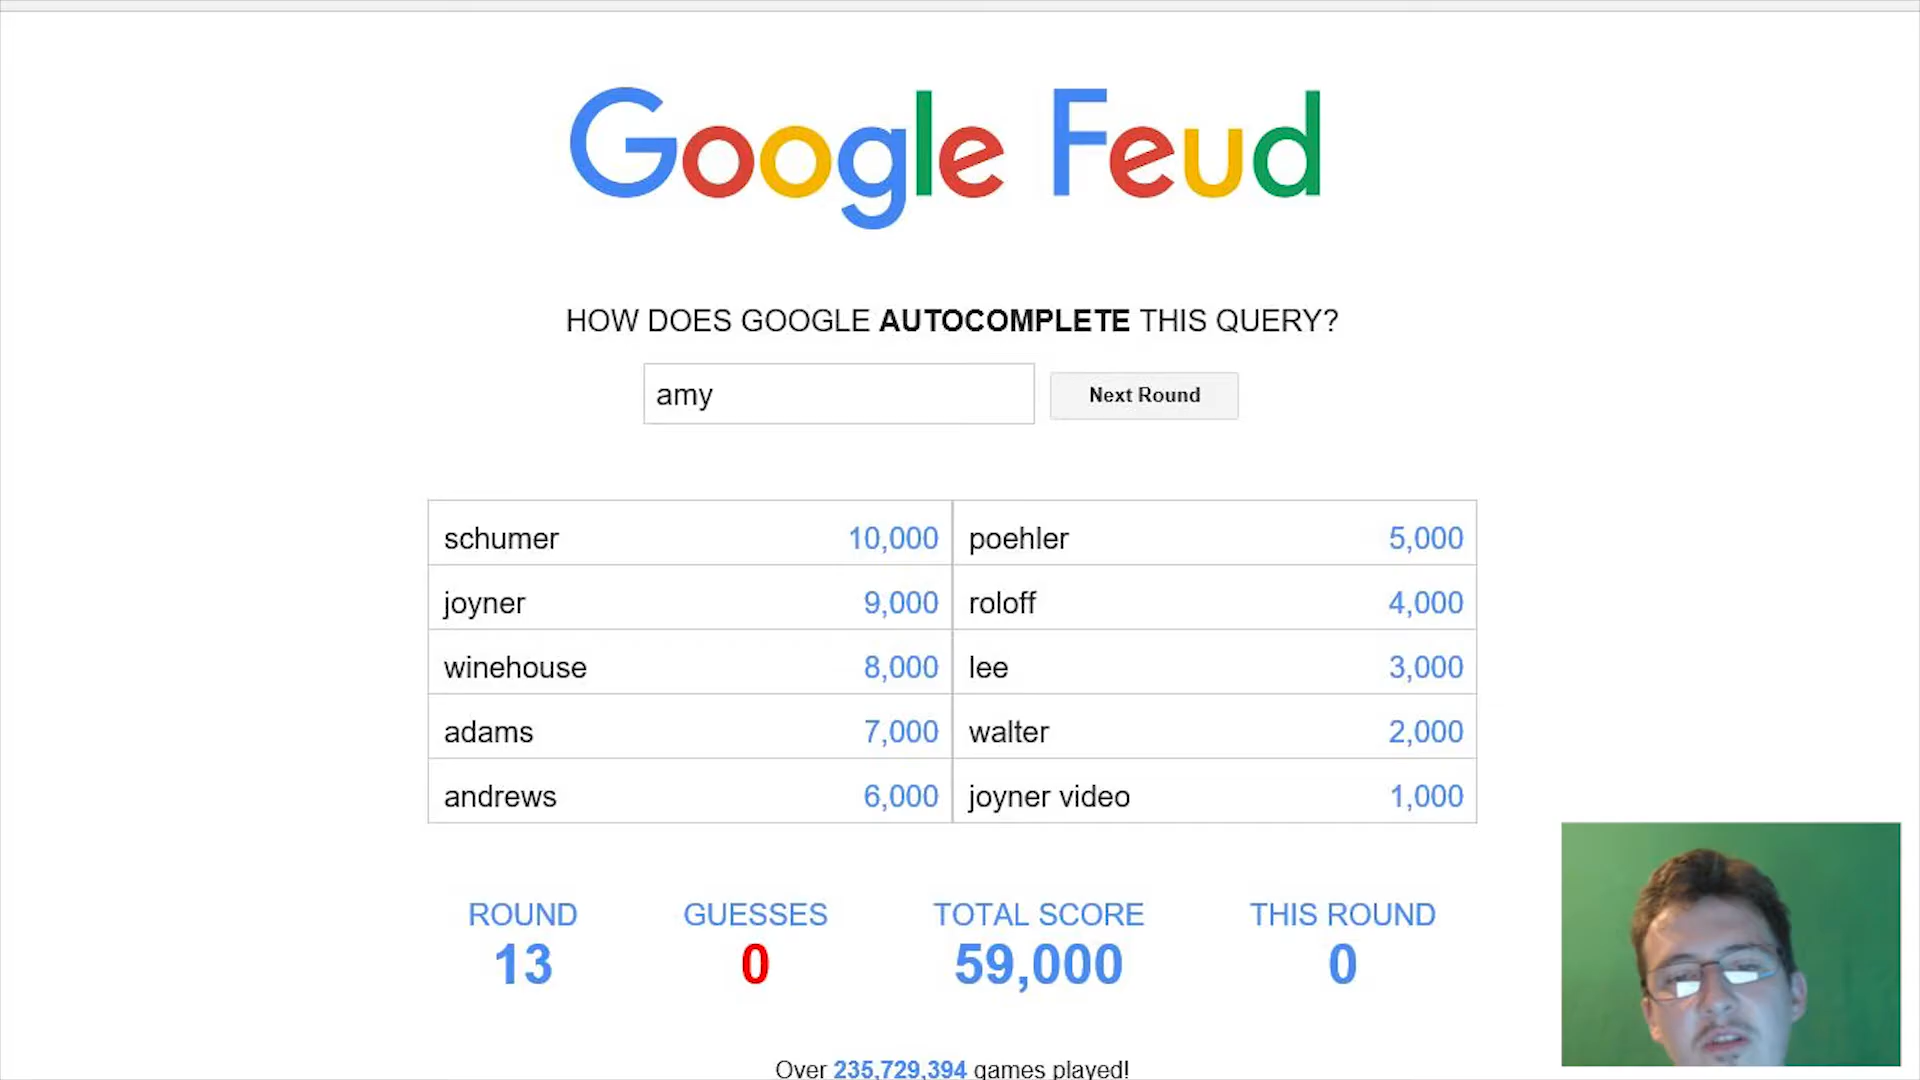 Google Feud
HOW DOES GOOGLE AUTOCOMPLETE THIS QUERY?
amy
Next Round
schumer 10,000 poehler 5,000
joyner 9,000 roloff 4,000
winehouse 8,000 lee 3,000
adams 7,000 walter 2,000
andrews 6,000 joyner video 1,000
ROUND GUESSES TOTAL SCORE THIS ROUND
13 0 59,000 0
Over 235,729,394 games played!